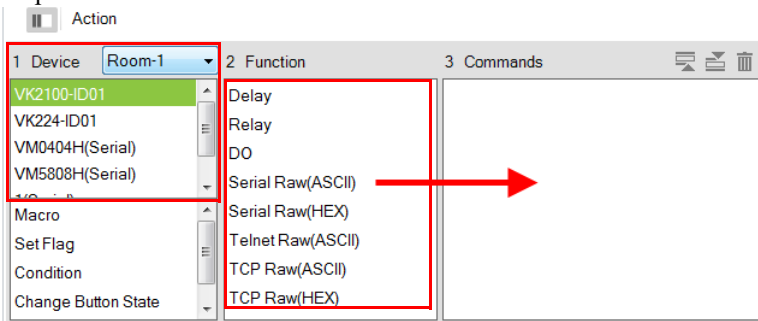 Action
1 Device Room-1 2 Function 3 Commands
VK2100-ID01
VK224-ID01
VM0404H(Serial)
VM5808H(Serial)
Macro
Set Flag
Condition
Change Button State
Delay
Relay
DO
Serial Raw(ASCII)
Serial Raw(HEX)
Telnet Raw(ASCII)
TCP Raw(ASCII)
TCP Raw(HEX)